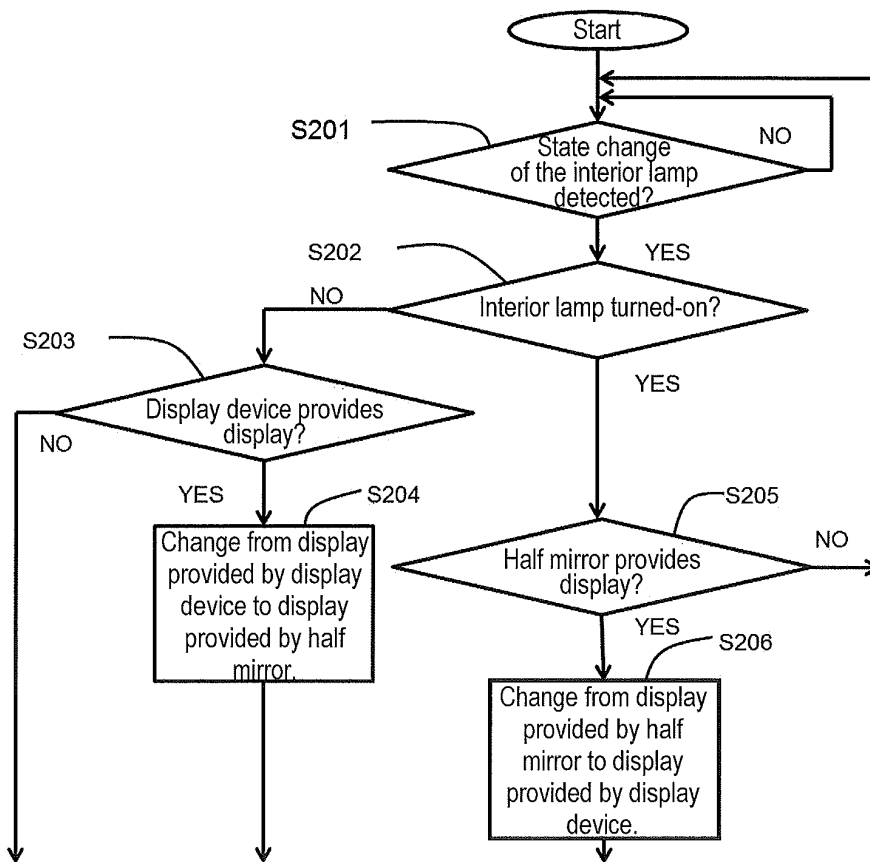 Start
S201
NO
State change
of the interior lamp
detected?
YES
S202
NO
Interior lamp turned-on?
YES
S203
Display device provides
display?
NO
YES
S204
Change from display
provided by display
device to display
provided by half
mirror.
S205
Half mirror provides
display?
NO
YES
S206
Change from display
provided by half
mirror to display
provided by display
device.